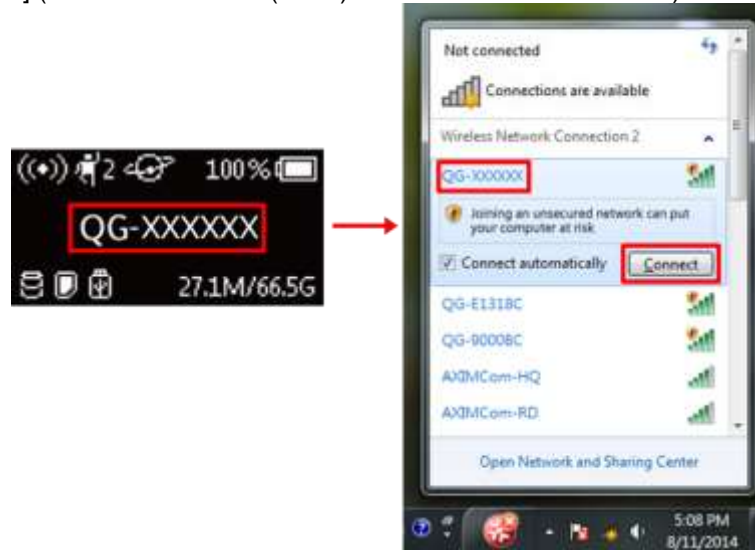 2 100%
QG-XXXXXX
27.1M/66.5G
Not connected
Connections are available
Wireless Network Connection 2
QG-XXXXXX
Joining an unsecured network can put
your computer at risk
Connect automatically Connect
QG-E1318C
QG-90008C
AXIMCom-HQ
AXIMCom-RD
Open Network and Sharing Center
5:08 PM
8/11/2014